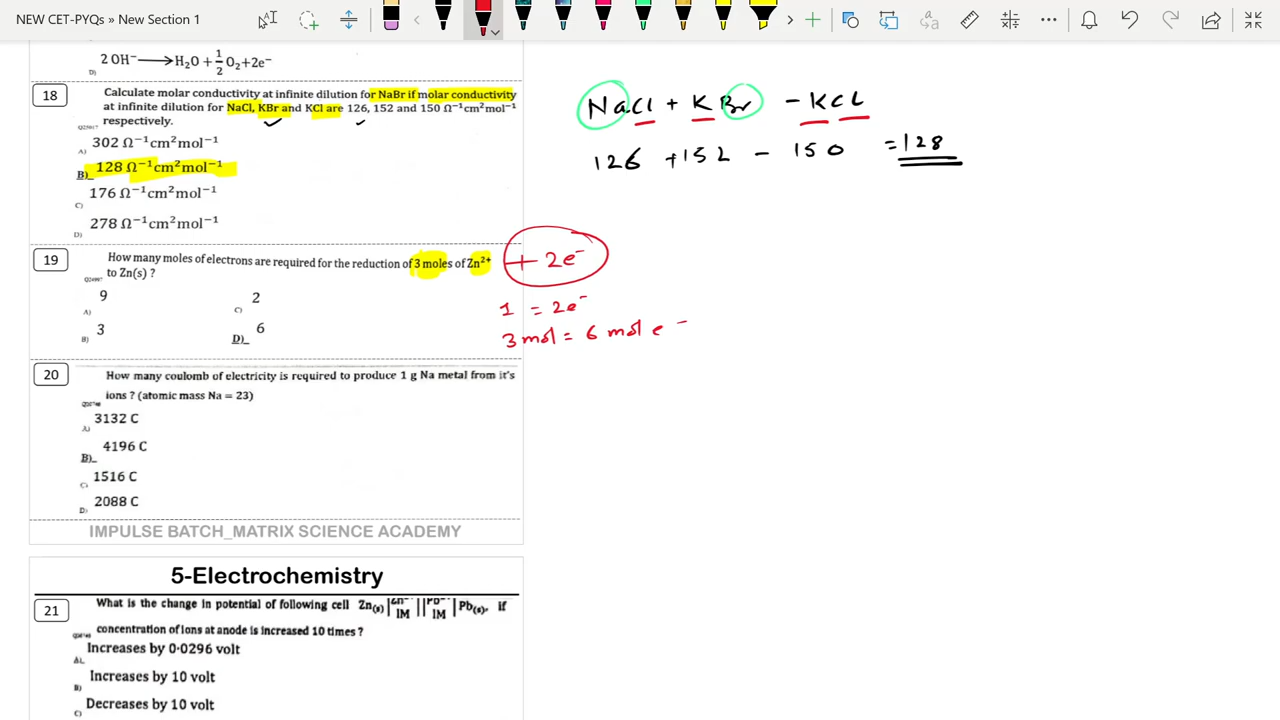 NEW CET-PYQs » New Section 1
D) 2 OH⁻ ⟶ H₂O + 1/2 O₂+2e⁻
18
Calculate molar conductivity at infinite dilution for NaBr if molar conductivity
at infinite dilution for NaCl, KBr and KCl are 126, 152 and 150 Ω⁻¹cm²mol⁻¹
respectively.
A) 302 Ω⁻¹cm²mol⁻¹
B) 128 Ω⁻¹cm²mol⁻¹
C) 176 Ω⁻¹cm²mol⁻¹
D) 278 Ω⁻¹cm²mol⁻¹
NaCl + KBr - KCl
126 +152 - 150 =128
19
How many moles of electrons are required for the reduction of 3 moles of Zn²⁺
to Zn(s) ?
A) 9
C) 2
B) 3
D) 6
+ 2e⁻
1 = 2e⁻
3 mol = 6 mol e⁻
20
How many coulomb of electricity is required to produce 1 g Na metal from it's
ions ? (atomic mass Na = 23)
A) 3132 C
B) 4196 C
C) 1516 C
D) 2088 C
IMPULSE BATCH_MATRIX SCIENCE ACADEMY
5-Electrochemistry
21
What is the change in potential of following cell Zn(s)| 1M || 1M |Pb(s), if
concentration of ions at anode is increased 10 times ?
A) Increases by 0·0296 volt
B) Increases by 10 volt
C) Decreases by 10 volt